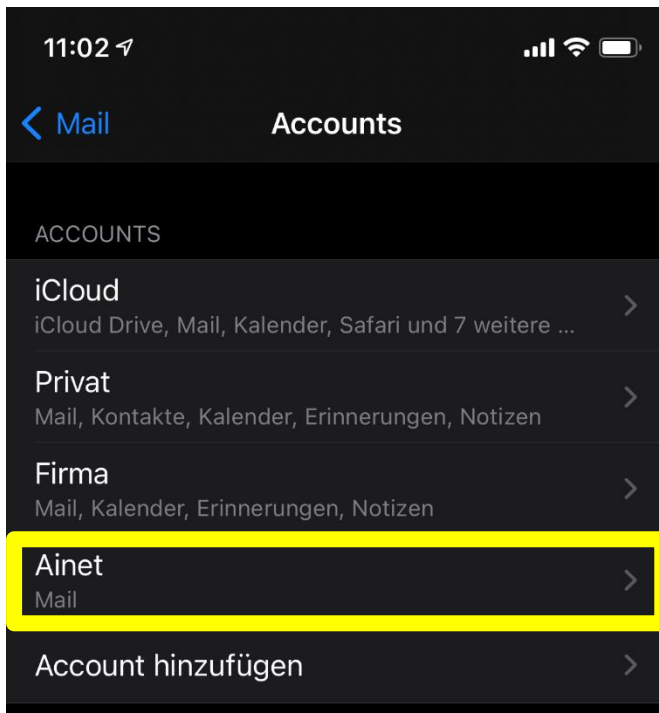 11:02
Mail Accounts
ACCOUNTS
iCloud
iCloud Drive, Mail, Kalender, Safari und 7 weitere ...
Privat
Mail, Kontakte, Kalender, Erinnerungen, Notizen
Firma
Mail, Kalender, Erinnerungen, Notizen
Ainet
Mail
Account hinzufügen